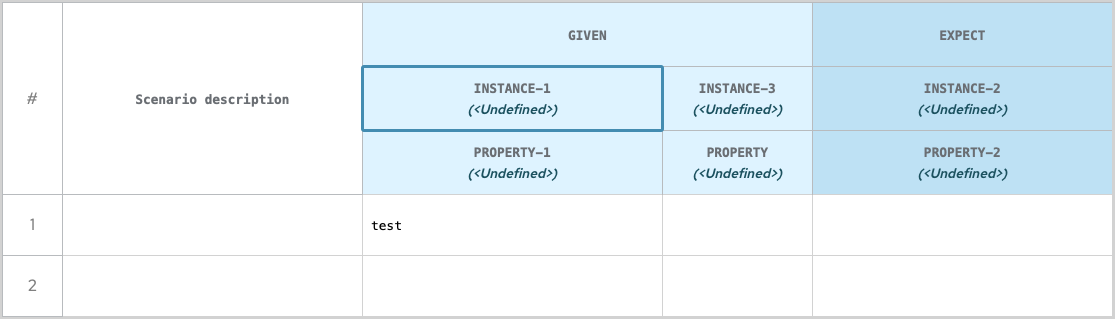 GIVEN
EXPECT
#
Scenario description
INSTANCE-1
(<Undefined>)
INSTANCE-3
(<Undefined>)
INSTANCE-2
(<Undefined>)
PROPERTY-1
(<Undefined>)
PROPERTY
(<Undefined>)
PROPERTY-2
(<Undefined>)
1
test
2